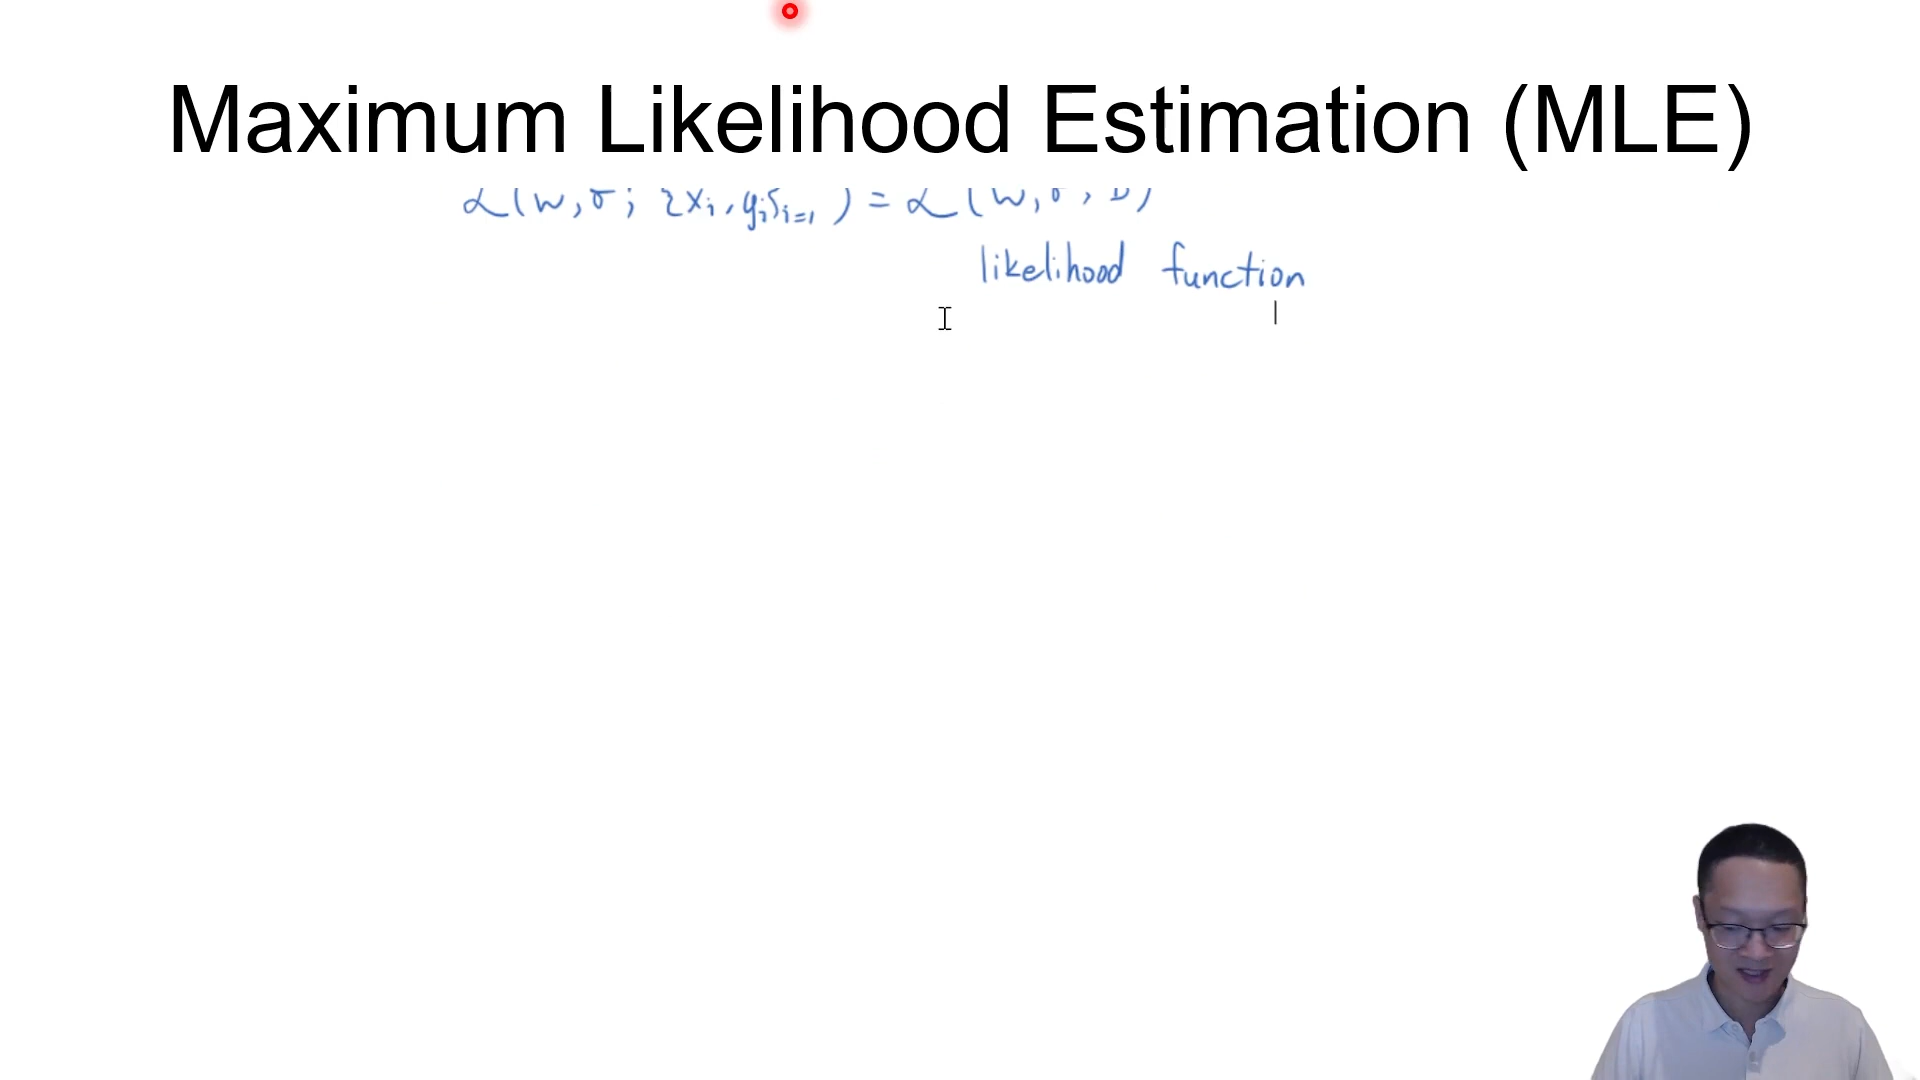 Maximum Likelihood Estimation (MLE)
L(w, σ; {xi, yi}i=1) = L(w, σ, D)
likelihood function